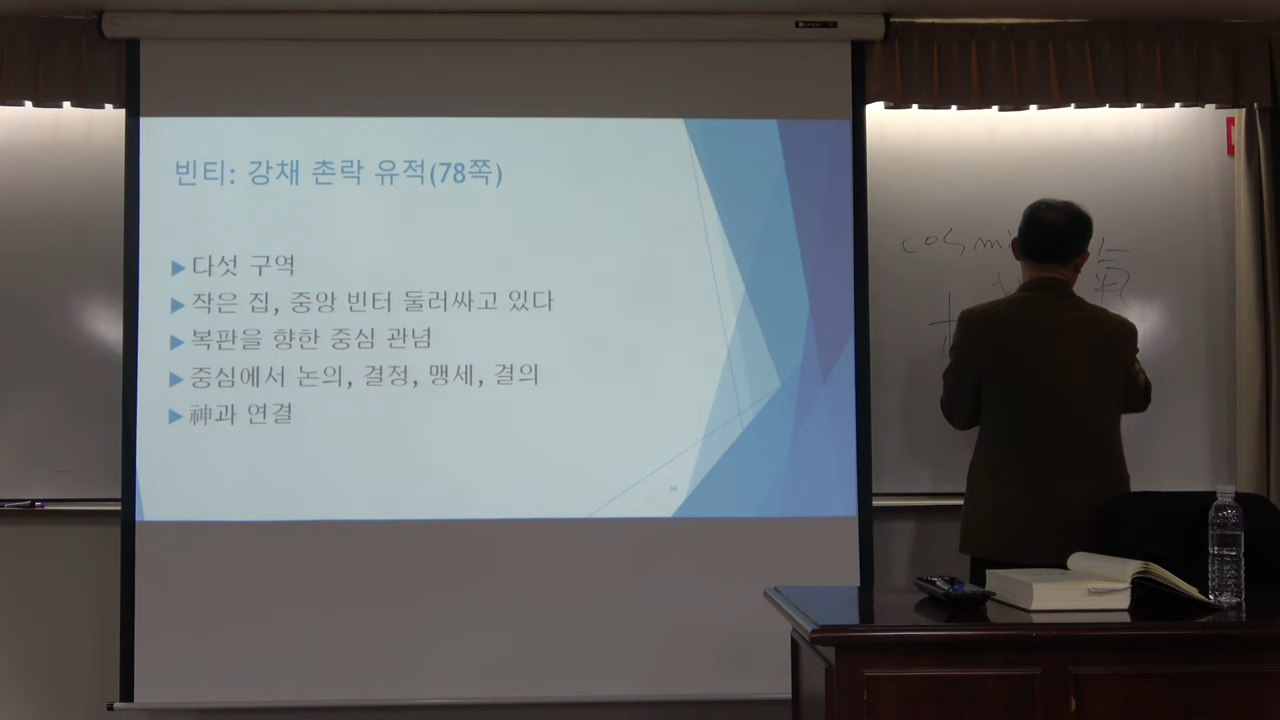 빈티: 강채 촌락 유적(78쪽)
▶다섯 구역
▶작은 집, 중앙 빈터 둘러싸고 있다
▶복판을 향한 중심 관념
▶중심에서 논의, 결정, 맹세, 결의
▶神과 연결